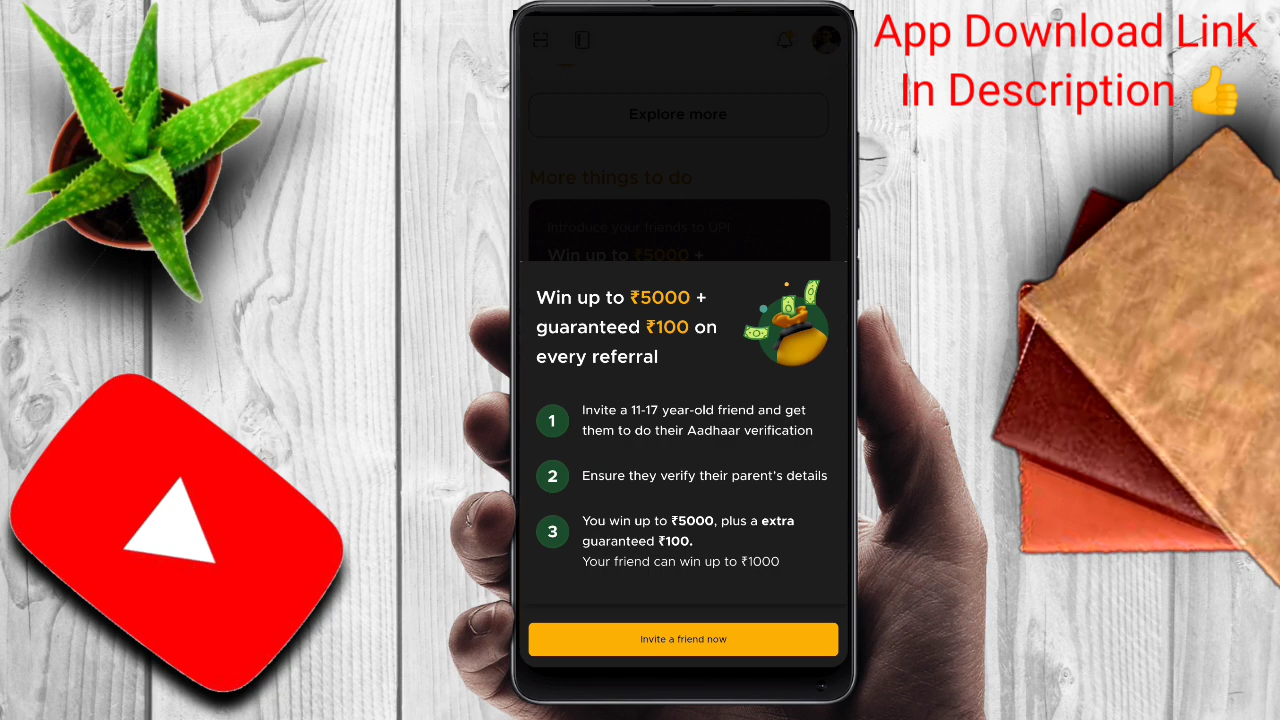 App Download Link
In Description 👍
Explore more
More things to do
Introduce your friends to UPI
Win up to ₹5000 +
Win up to ₹5000 +
guaranteed ₹100 on
every referral
1
Invite a 11-17 year-old friend and get
them to do their Aadhaar verification
2
Ensure they verify their parent's details
3
You win up to ₹5000, plus a extra
guaranteed ₹100.
Your friend can win up to ₹1000
Invite a friend now